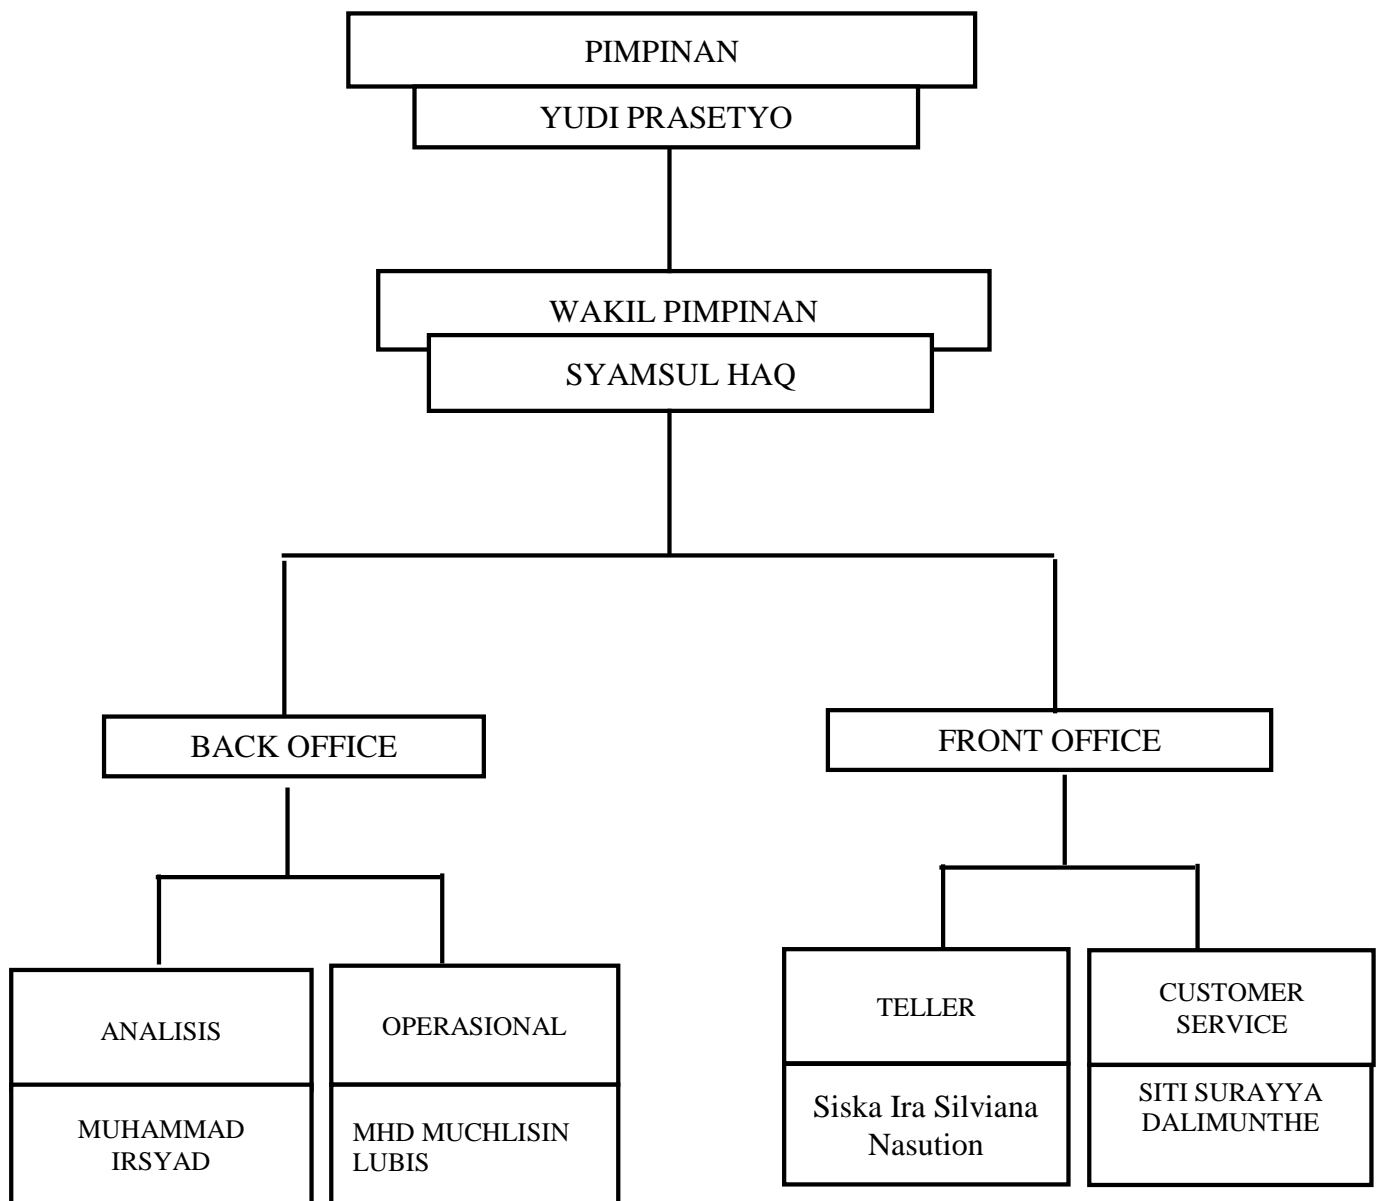 PIMPINAN
YUDI PRASETYO
WAKIL PIMPINAN
SYAMSUL HAQ
BACK OFFICE
FRONT OFFICE
ANALISIS
MUHAMMAD
IRSYAD
OPERASIONAL
MHD MUCHLISIN
LUBIS
TELLER
Siska Ira Silviana
Nasution
CUSTOMER
SERVICE
SITI SURAYYA
DALIMUNTHE